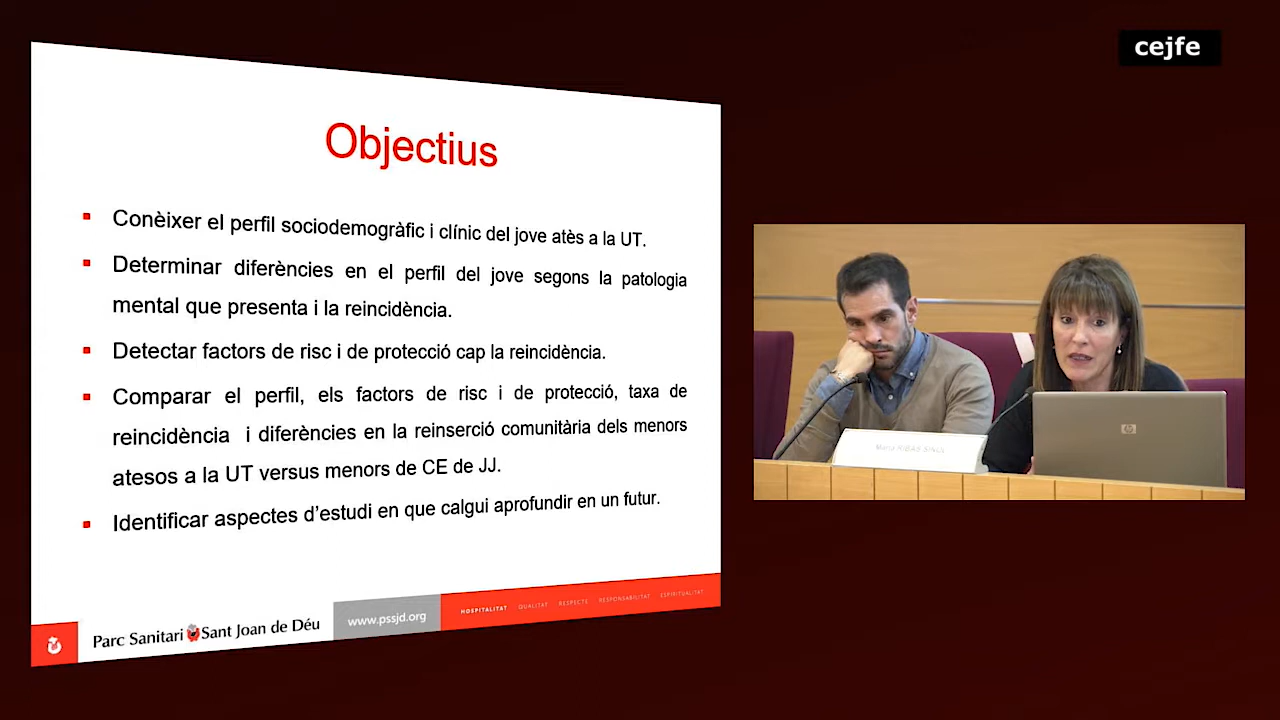 cejfe
Objectius
Conèixer el perfil sociodemogràfic i clínic del jove atès a la UT.
Determinar diferències en el perfil del jove segons la patologia
mental que presenta i la reincidència.
Detectar factors de risc i de protecció cap la reincidència.
Comparar el perfil, els factors de risc i de protecció, taxa de
reincidència i diferències en la reinserció comunitària dels menors
atesos a la UT versus menors de CE de JJ.
Identificar aspectes d'estudi en que calgui aprofundir en un futur.
Parc Sanitari Sant Joan de Déu
www.pssjd.org
HOSPITALITAT QUALITAT RESPECTE RESPONSABILITAT ESPIRITUALITAT
hp